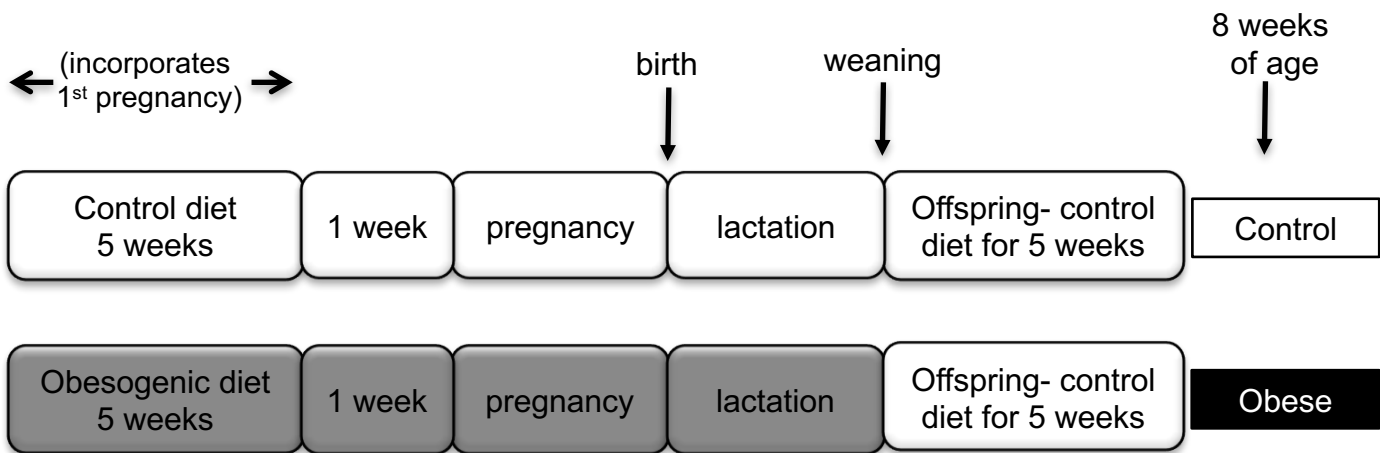 (incorporates
1st pregnancy)
birth
weaning
8 weeks
of age
Control diet
5 weeks
1 week
pregnancy
lactation
Offspring- control
diet for 5 weeks
Control
Obesogenic diet
5 weeks
1 week
pregnancy
lactation
Offspring- control
diet for 5 weeks
Obese